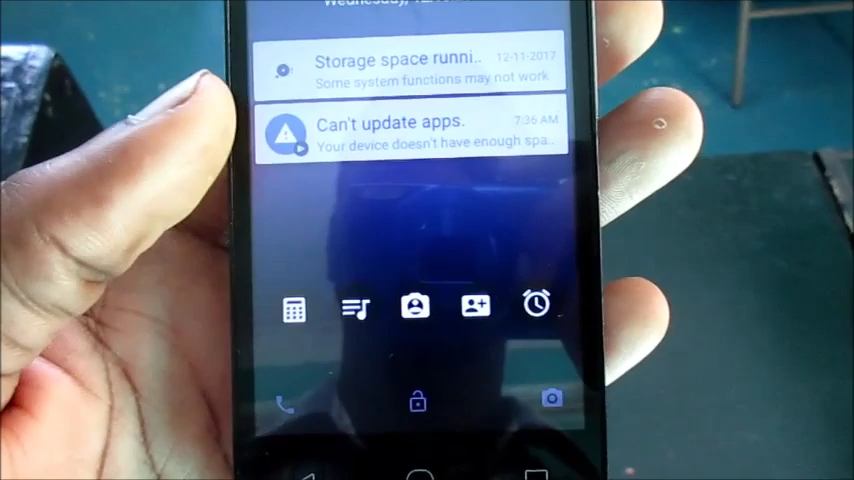 Wednesday,
Storage space runni.. 12-11-2017
Some system functions may not work
Can't update apps. 7:36 AM
Your device doesn't have enough spa..